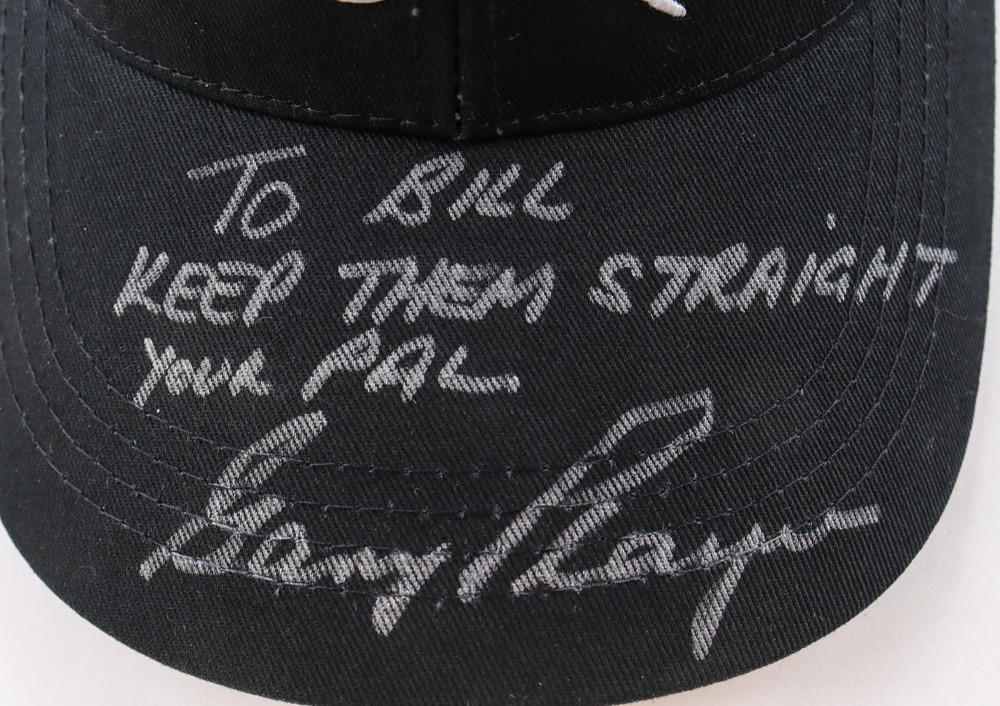 TO BILL
KEEP THEM STRAIGHT
YOUR PAL
Gary Player